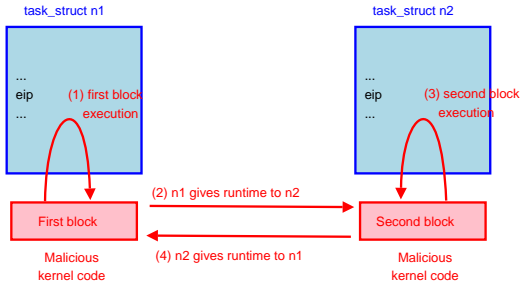 task_struct n1
task_struct n2
...
eip
...
(1) first block
execution
...
eip
...
(3) second block
execution
(2) n1 gives runtime to n2
First block
Second block
(4) n2 gives runtime to n1
Malicious
kernel code
Malicious
kernel code